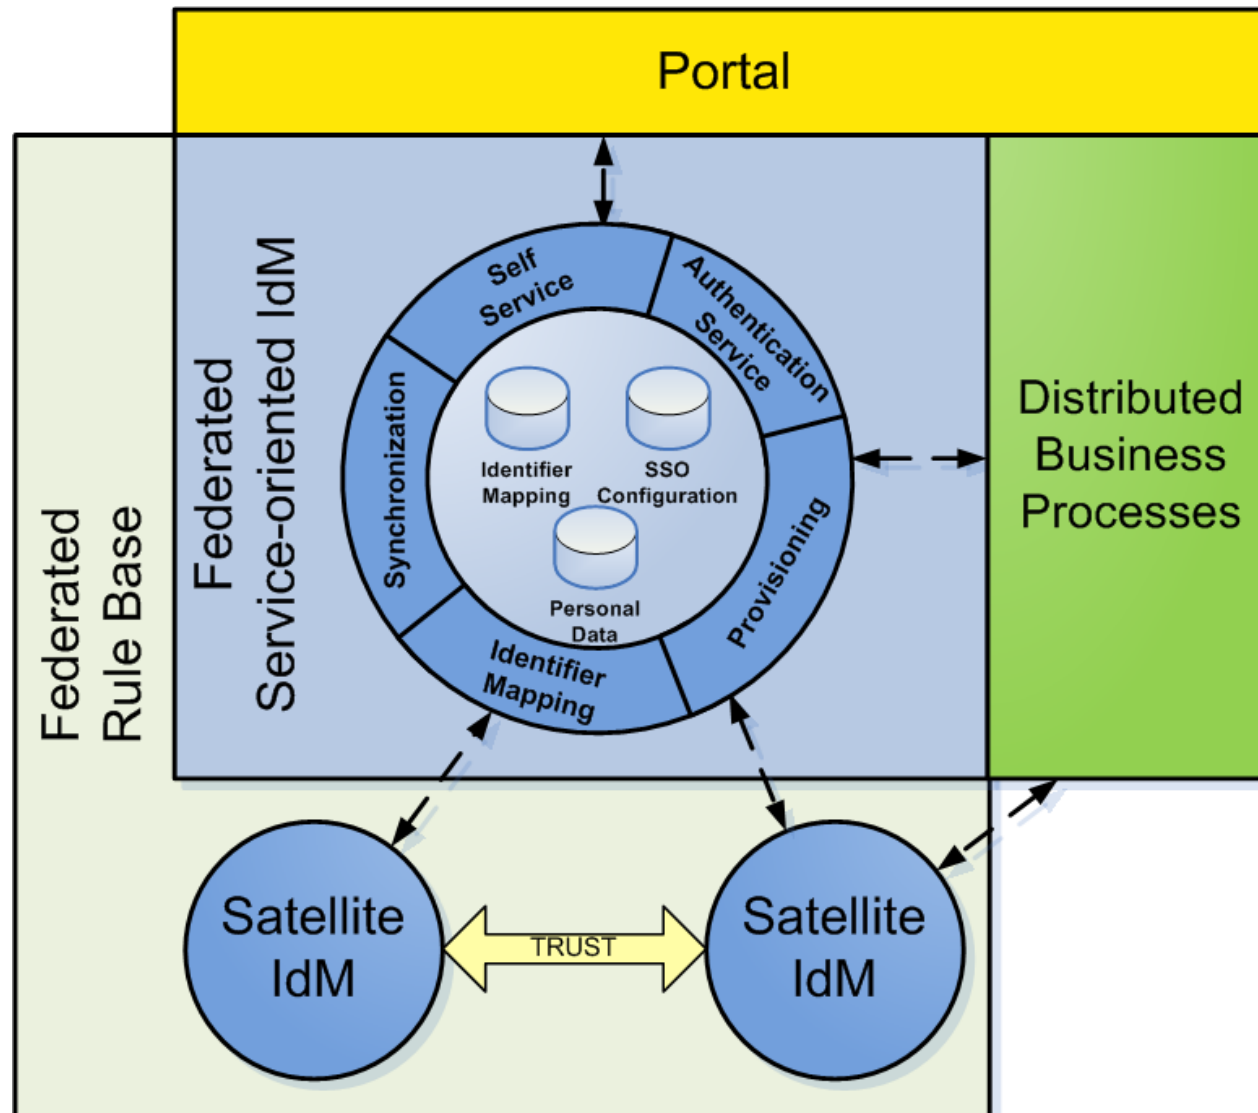 Portal
Federated
Service-oriented IdM
Self
Service
Authentication
Service
Synchronization
Identifier
Mapping
SSO
Configuration
Personal
Data
Provisioning
Identifier
Mapping
Distributed
Business
Processes
Federated
Rule Base
Satellite
IdM
TRUST
Satellite
IdM